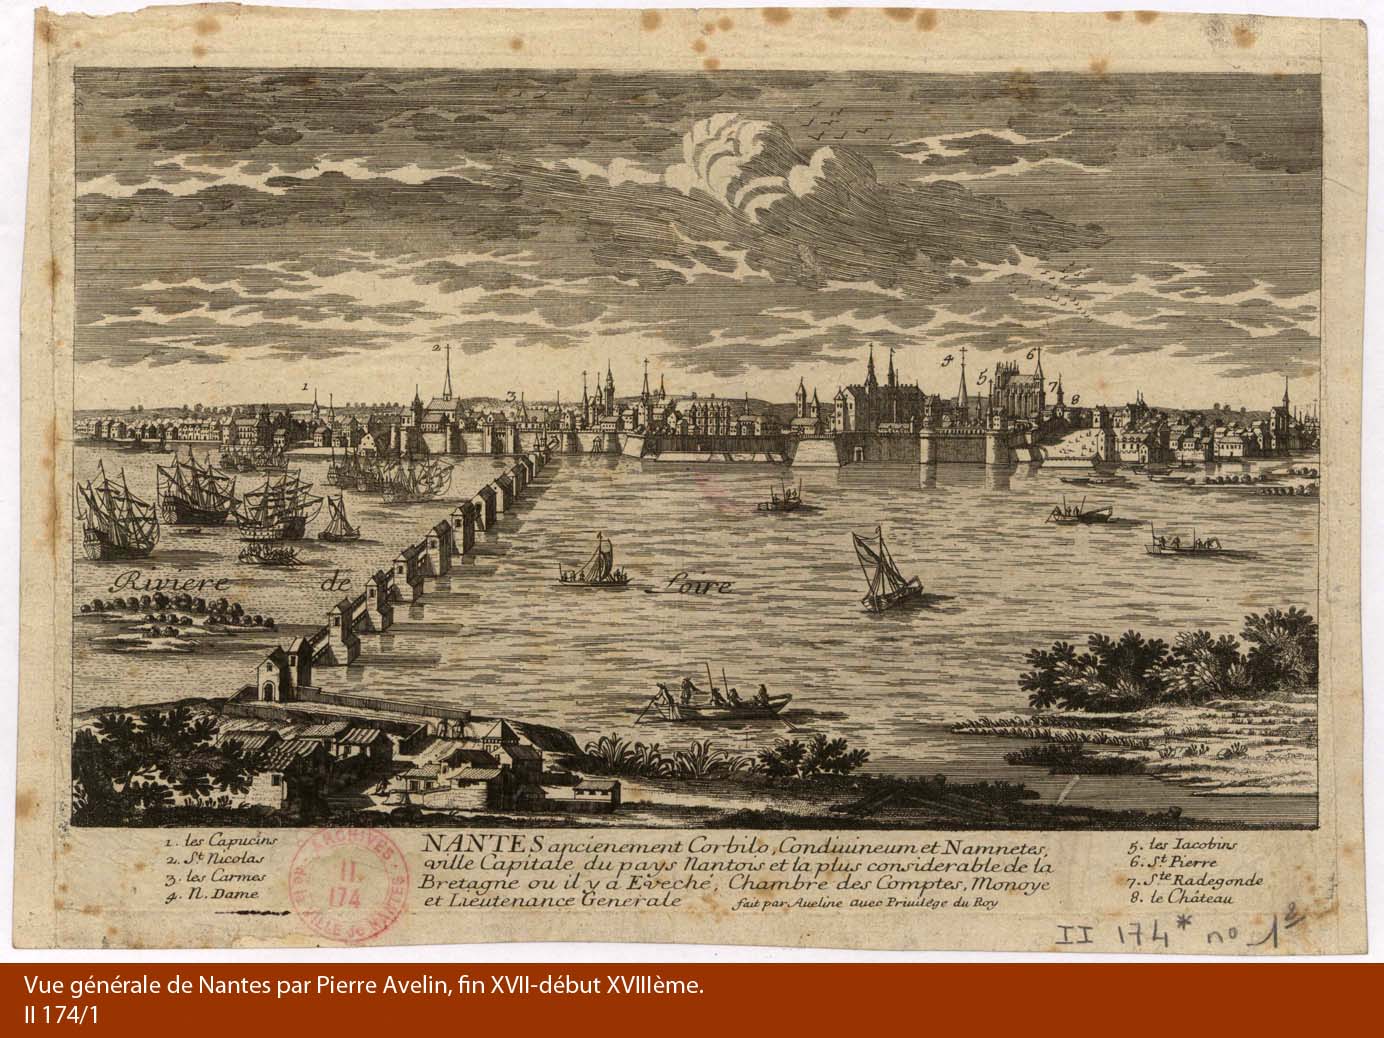 1
2
3
4
5
6
7
8
Riviere de Loire
1. les Capucins
2. St. Nicolas
3. les Carmes
4. N. Dame
ARCHIVES
II.
174
de la VILLE de NANTES
NANTES anciènement Corbilo, Conduuineum et Namnetes,
ville Capitale du pays Nantois et la plus considerable de la
Bretagne ou il y a Eveché, Chambre des Comptes, Monoye
et Lieutenance Generale
fait par Aveline avec Privilége du Roy
5. les Iacobins
6. St. Pierre
7. Ste Radegonde
8. le Château
II 174* no 1
Vue générale de Nantes par Pierre Avelin, fin XVII-début XVIIIème.
II 174/1